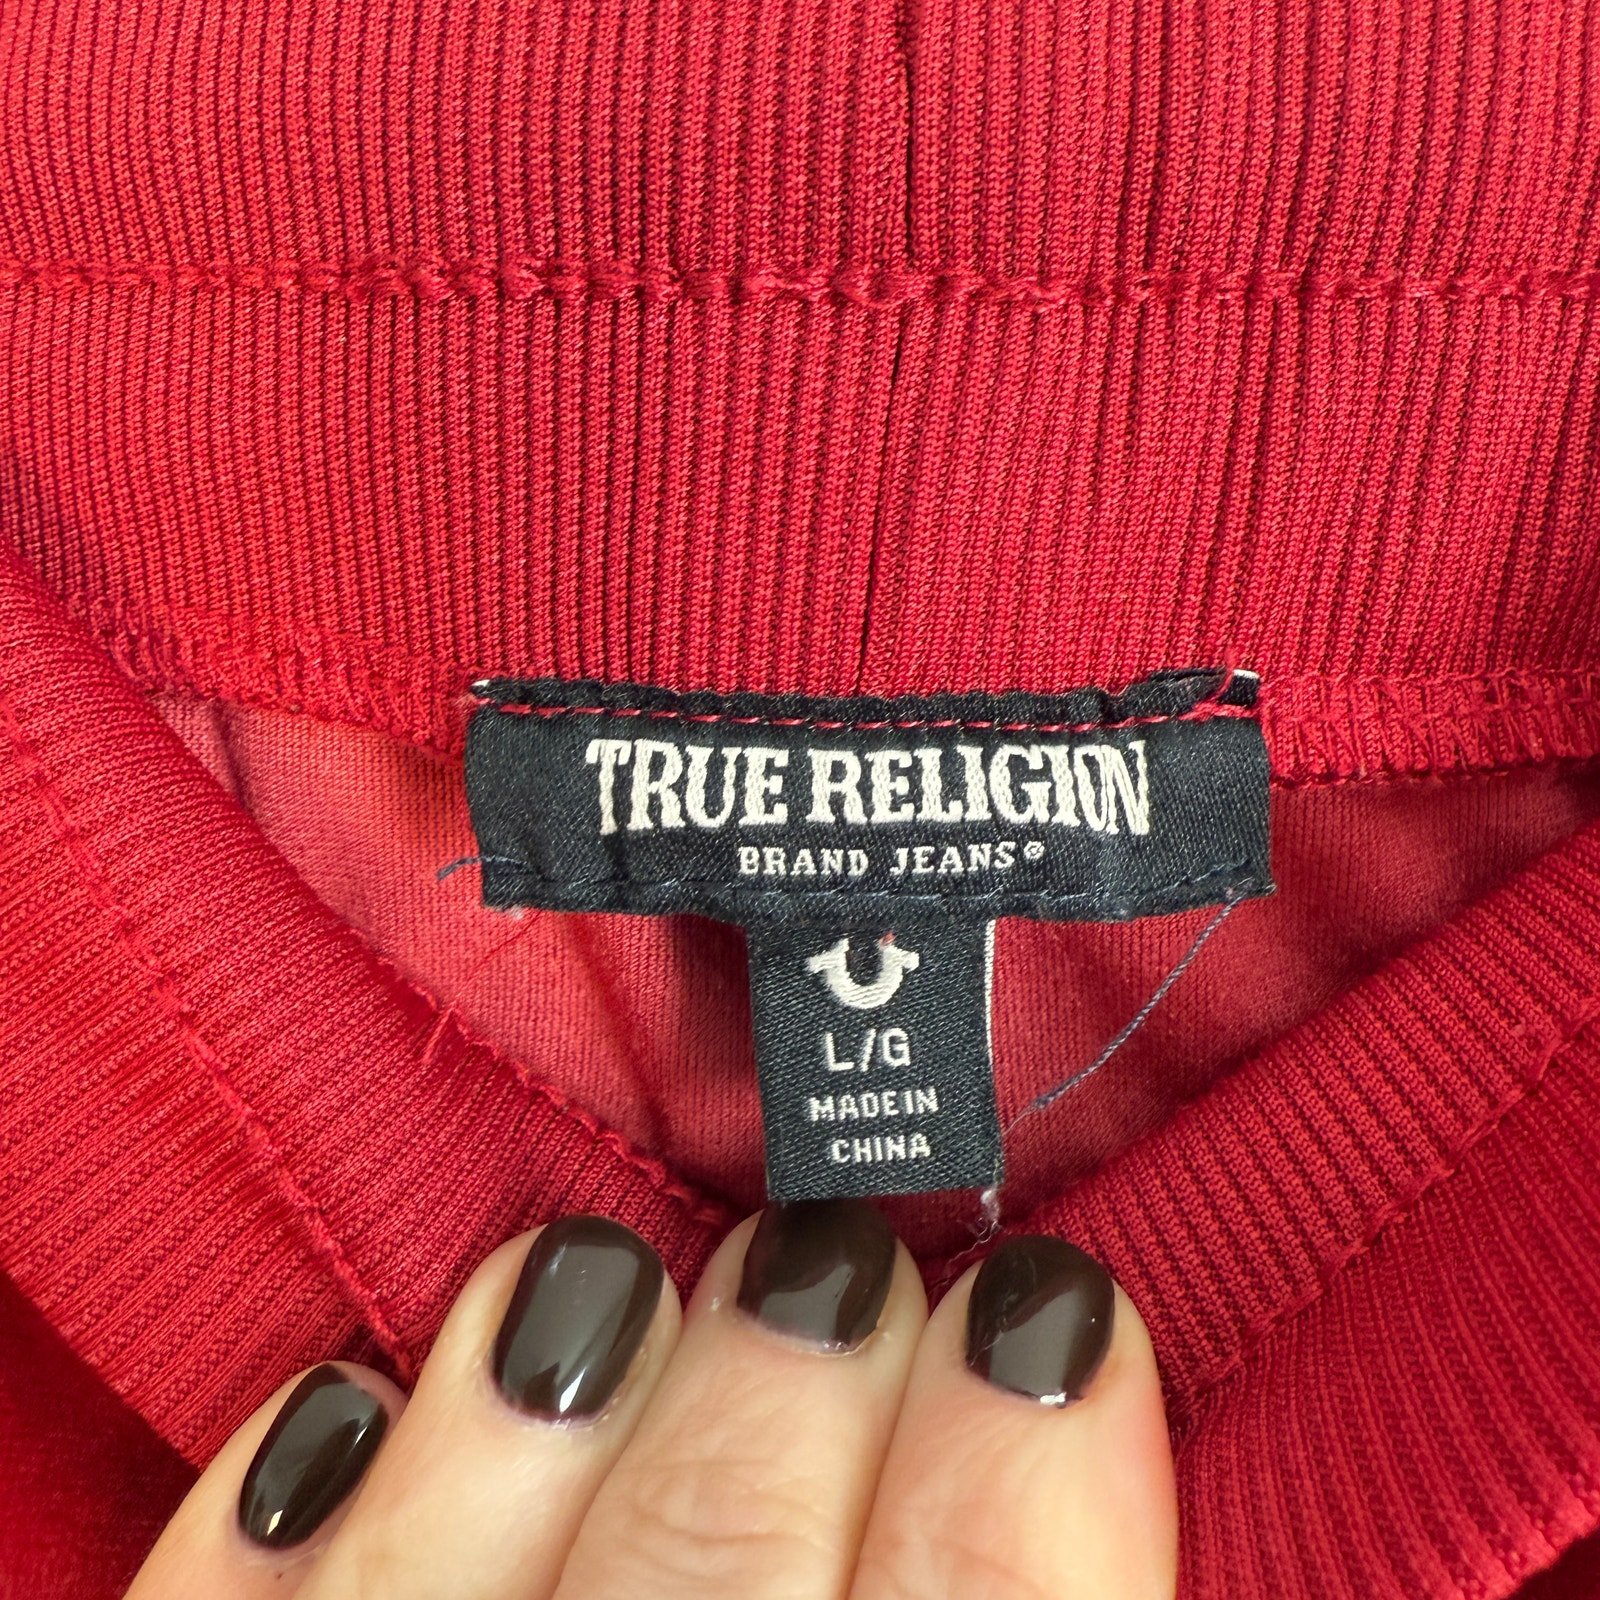 TRUE RELIGION
BRAND JEANS®
L/G
MADE IN
CHINA